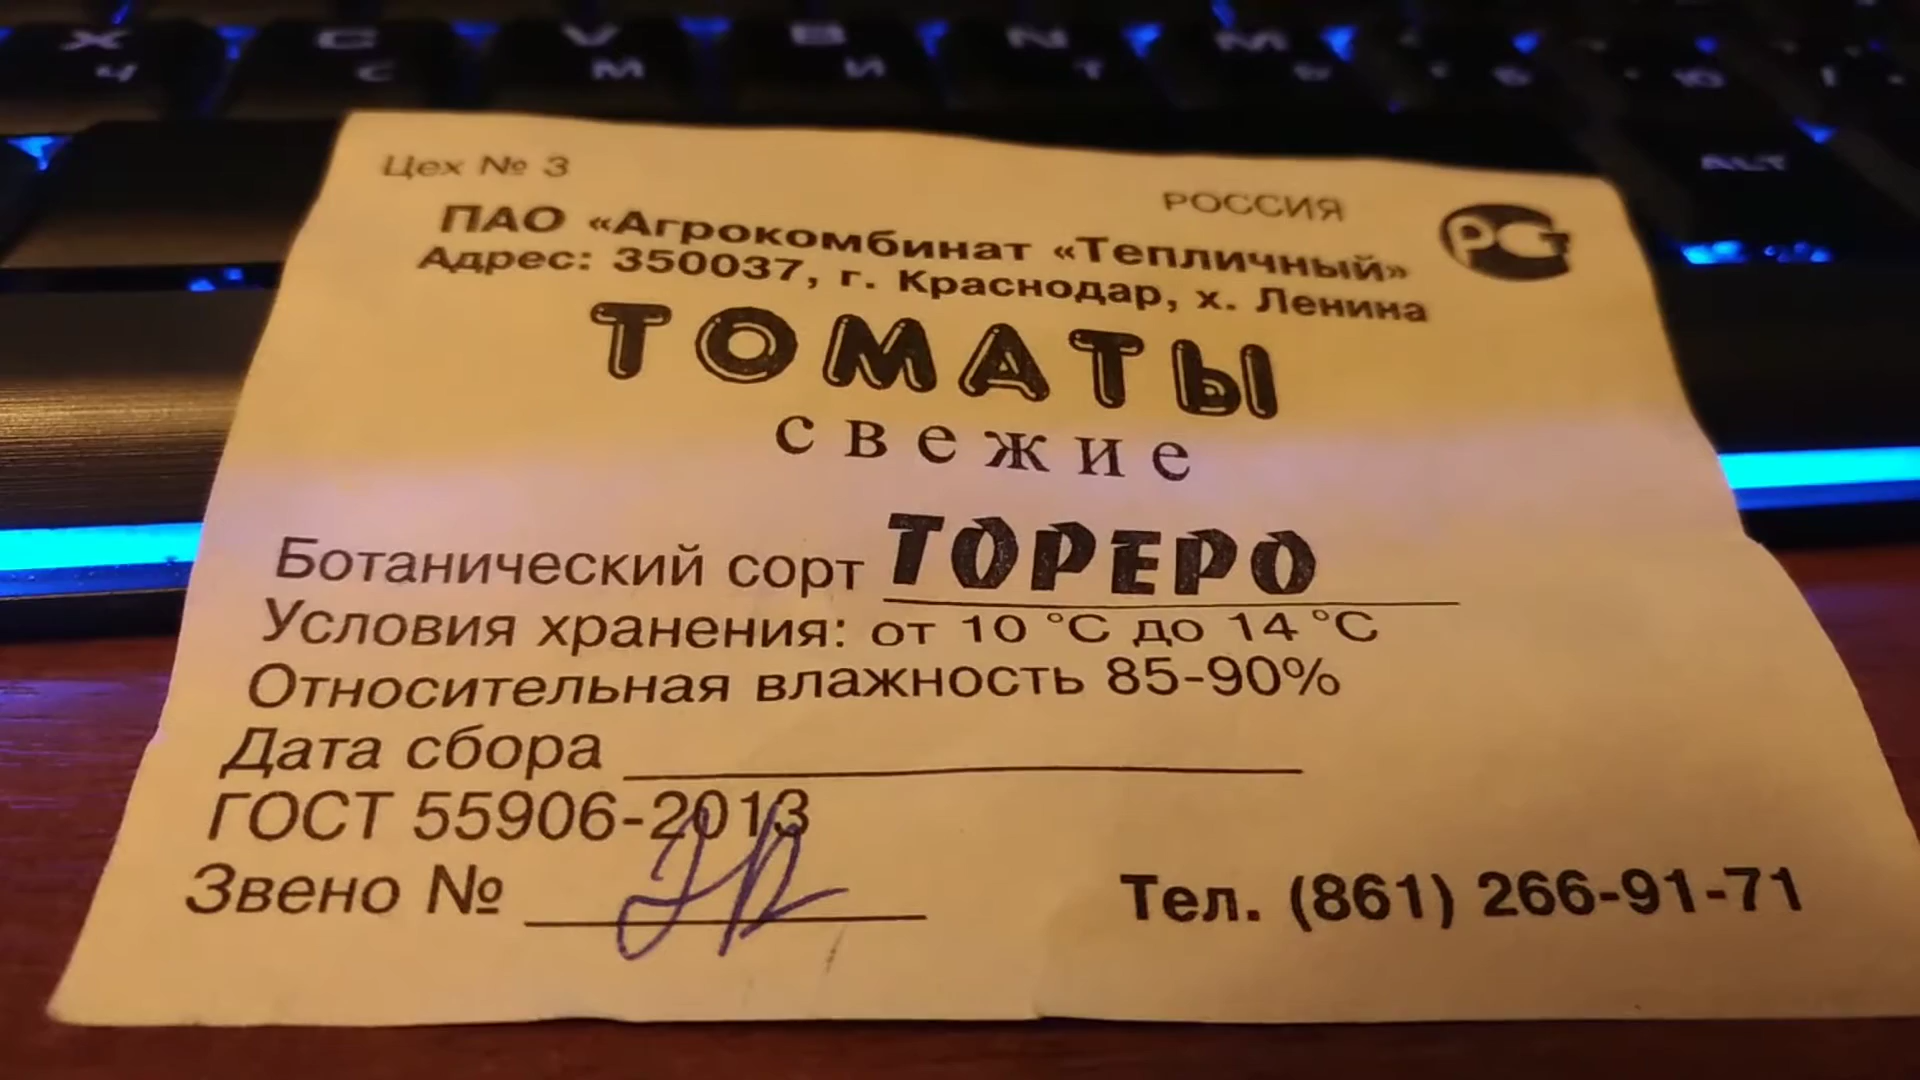 X C V B N M
Ч С М И Т Ь Б Ю
ALT
Цех № 3
РОССИЯ
РСТ
ПАО «Агрокомбинат «Тепличный»
Адрес: 350037, г. Краснодар, х. Ленина
ТОМАТЫ
свежие
Ботанический сорт ТОРЕРО
Условия хранения: от 10 °C до 14 °C
Относительная влажность 85-90%
Дата сбора
ГОСТ 55906-2013
Звено №
Тел. (861) 266-91-71